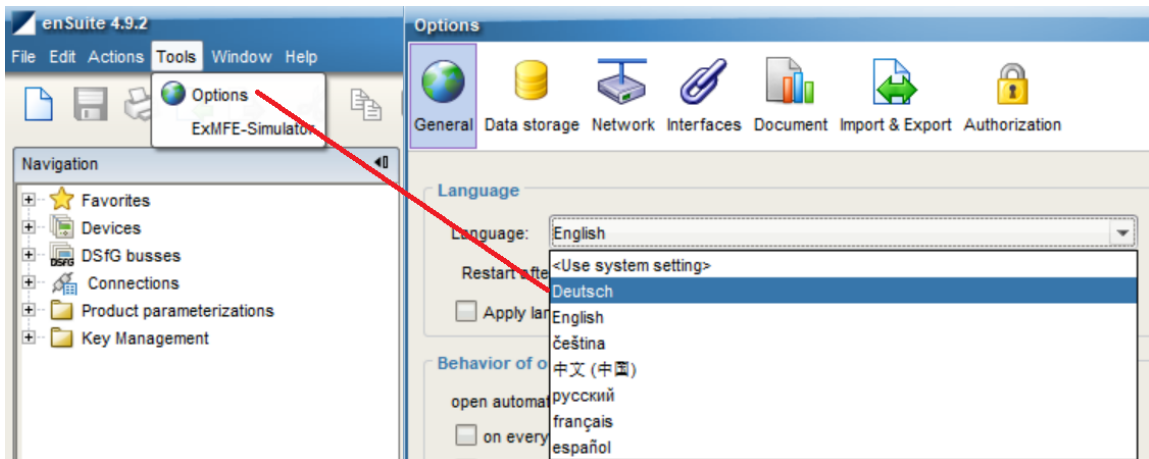 enSuite 4.9.2
File Edit Actions Tools Window Help
Options
ExMFE-Simulator
Navigation
Favorites
Devices
DSfG busses
Connections
Product parameterizations
Key Management
Options
General Data storage Network Interfaces Document Import & Export Authorization
Language
Language: English
<Use system setting>
Restart afte
Deutsch
Apply lan
English
čeština
中文 (中国)
Behavior of o
русский
open automat
français
on every
español